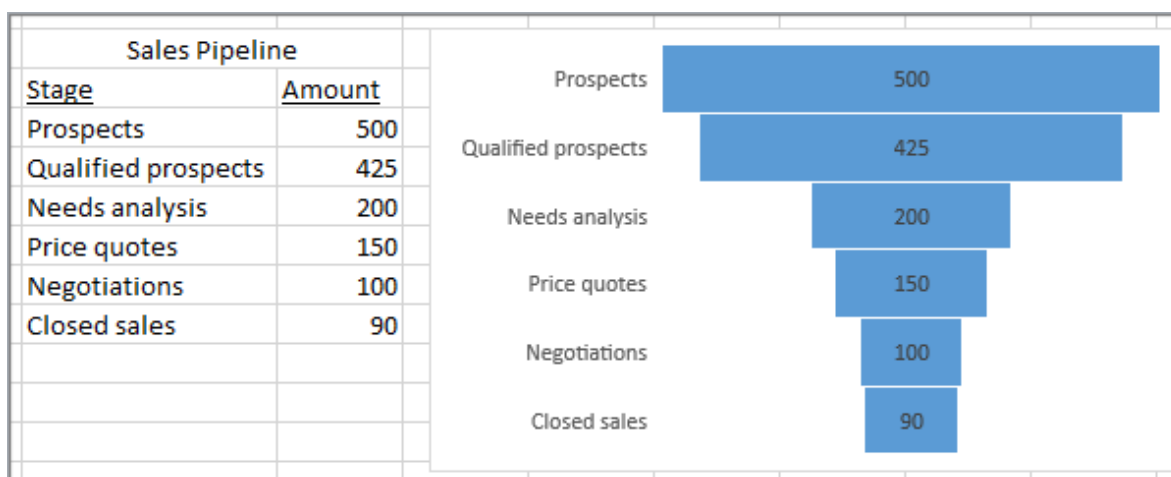 Sales Pipeline
Stage Amount
Prospects 500
Qualified prospects 425
Needs analysis 200
Price quotes 150
Negotiations 100
Closed sales 90
Prospects 500
Qualified prospects 425
Needs analysis 200
Price quotes 150
Negotiations 100
Closed sales 90